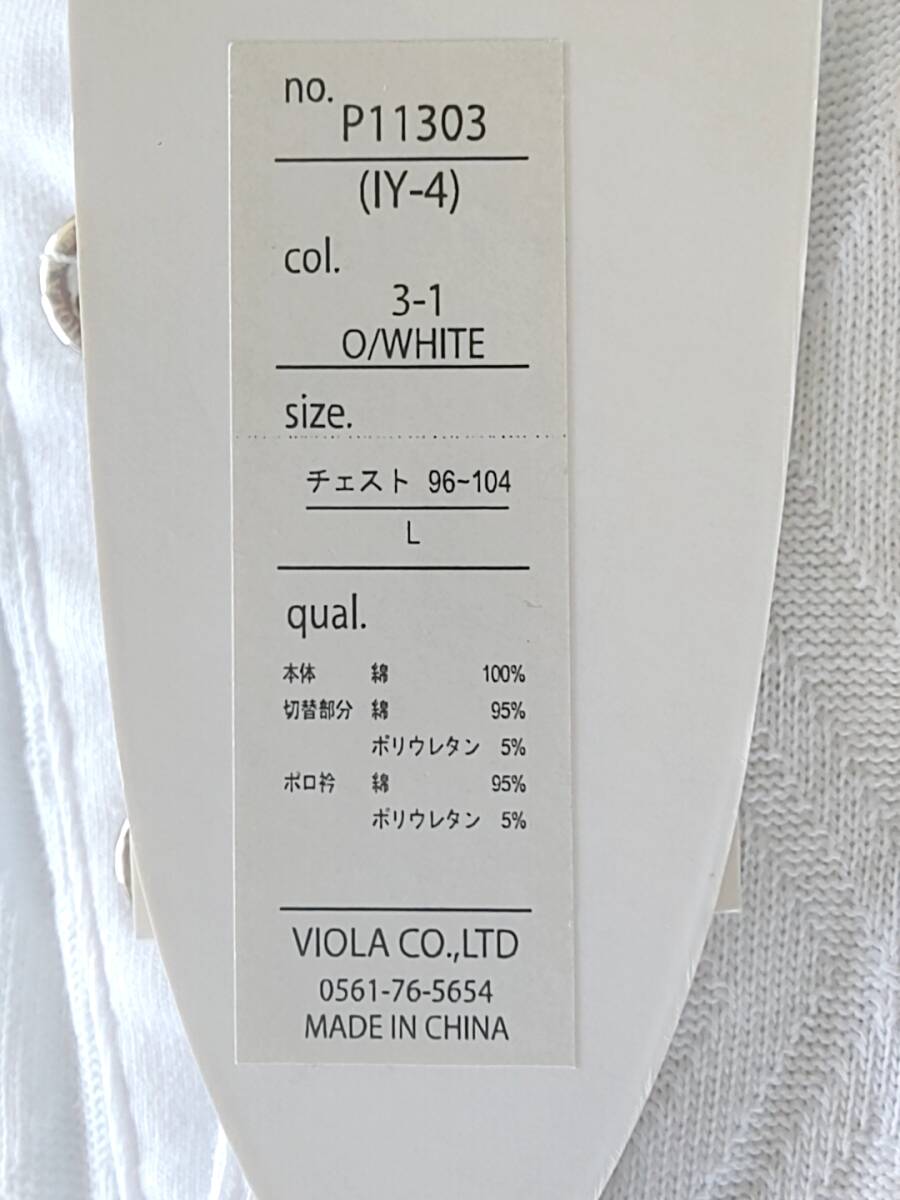 no.
P11303
(IY-4)
col.
3-1
O/WHITE
size.
チェスト 96~104
L
qual.
本体 綿 100%
切替部分 綿 95%
ポリウレタン 5%
ポロ衿 綿 95%
ポリウレタン 5%
VIOLA CO.,LTD
0561-76-5654
MADE IN CHINA